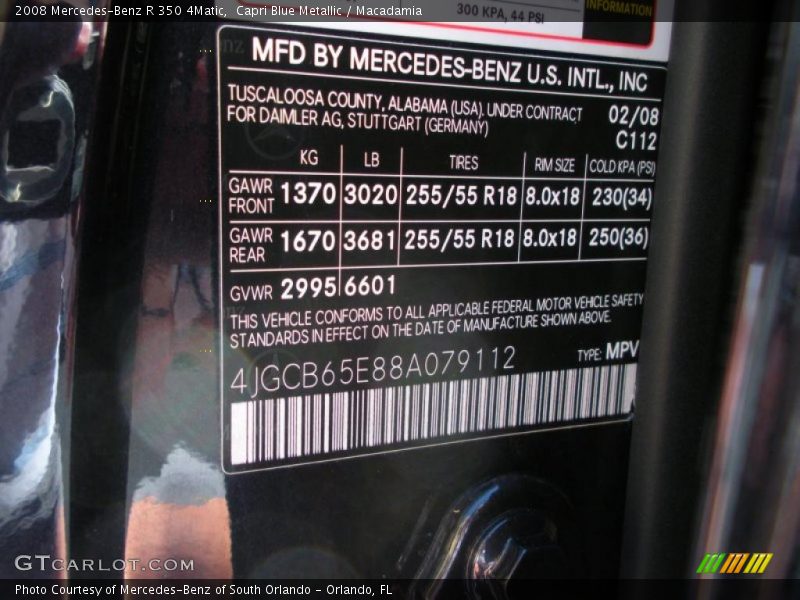 2008 Mercedes-Benz R 350 4Matic,  Capri Blue Metallic / Macadamia
300 KPA, 44 PSI
INFORMATION
MFD BY MERCEDES-BENZ U.S. INTL., INC
TUSCALOOSA COUNTY, ALABAMA (USA). UNDER CONTRACT 02/08
FOR DAIMLER AG, STUTTGART (GERMANY) C112
KG LB TIRES RIM SIZE COLD KPA (PSI)
GAWR FRONT 1370 3020 255/55 R18 8.0x18 230(34)
GAWR REAR 1670 3681 255/55 R18 8.0x18 250(36)
GVWR 2995 6601
THIS VEHICLE CONFORMS TO ALL APPLICABLE FEDERAL MOTOR VEHICLE SAFETY
STANDARDS IN EFFECT ON THE DATE OF MANUFACTURE SHOWN ABOVE.
4JGCB65E88A079112 TYPE: MPV
GTCARLOT.COM
Photo Courtesy of Mercedes-Benz of South Orlando - Orlando, FL